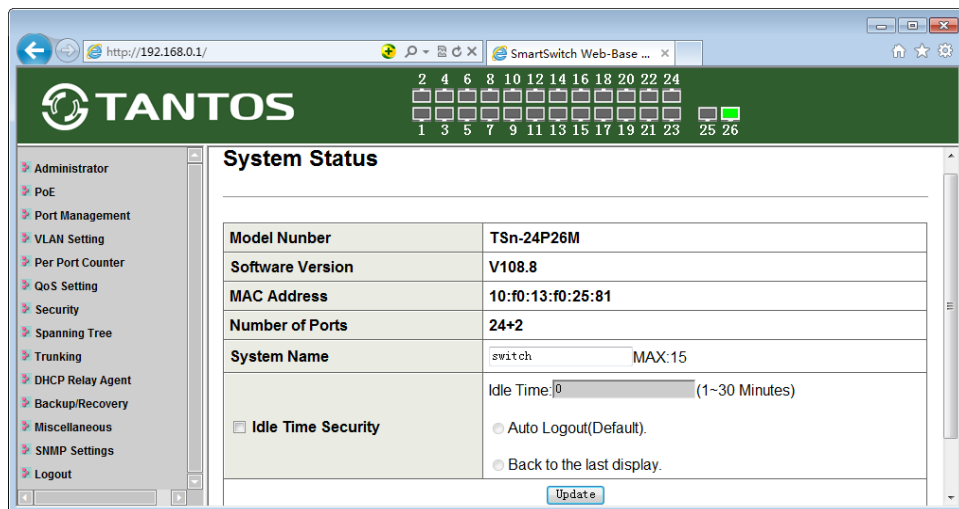 http://192.168.0.1/
SmartSwitch Web-Base ...
TANTOS
2 4 6 8 10 12 14 16 18 20 22 24
1 3 5 7 9 11 13 15 17 19 21 23 25 26
Administrator
PoE
Port Management
VLAN Setting
Per Port Counter
QoS Setting
Security
Spanning Tree
Trunking
DHCP Relay Agent
Backup/Recovery
Miscellaneous
SNMP Settings
Logout
System Status
Model Nunber TSn-24P26M
Software Version V108.8
MAC Address 10:f0:13:f0:25:81
Number of Ports 24+2
System Name switch MAX:15
Idle Time Security
Idle Time:0 (1~30 Minutes)
Auto Logout(Default).
Back to the last display.
Update